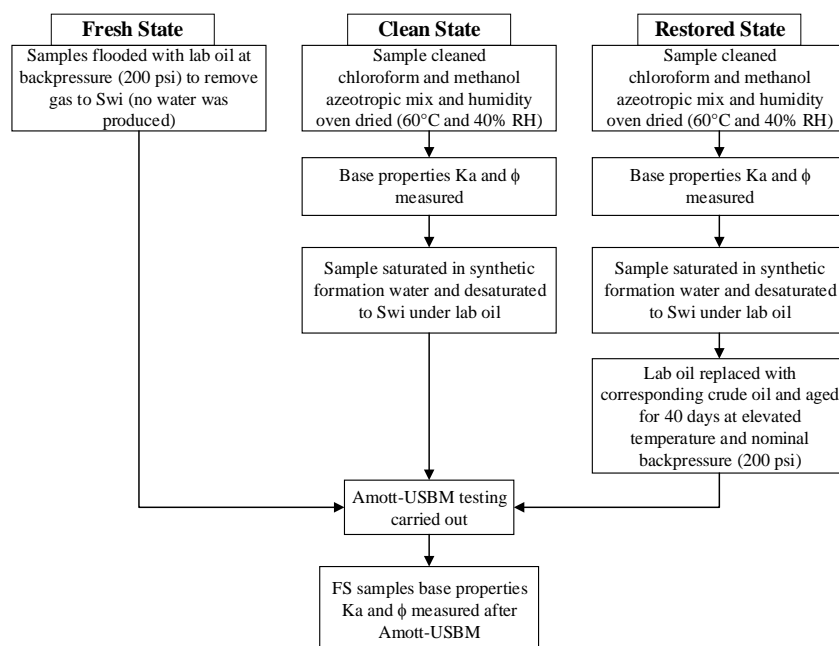 Fresh State
Samples flooded with lab oil at
backpressure (200 psi) to remove
gas to Swi (no water was
produced)
Clean State
Sample cleaned
chloroform and methanol
azeotropic mix and humidity
oven dried (60°C and 40% RH)
Base properties Ka and ϕ
measured
Sample saturated in synthetic
formation water and desaturated
to Swi under lab oil
Restored State
Sample cleaned
chloroform and methanol
azeotropic mix and humidity
oven dried (60°C and 40% RH)
Base properties Ka and ϕ
measured
Sample saturated in synthetic
formation water and desaturated
to Swi under lab oil
Lab oil replaced with
corresponding crude oil and aged
for 40 days at elevated
temperature and nominal
backpressure (200 psi)
Amott-USBM testing
carried out
FS samples base properties
Ka and ϕ measured after
Amott-USBM